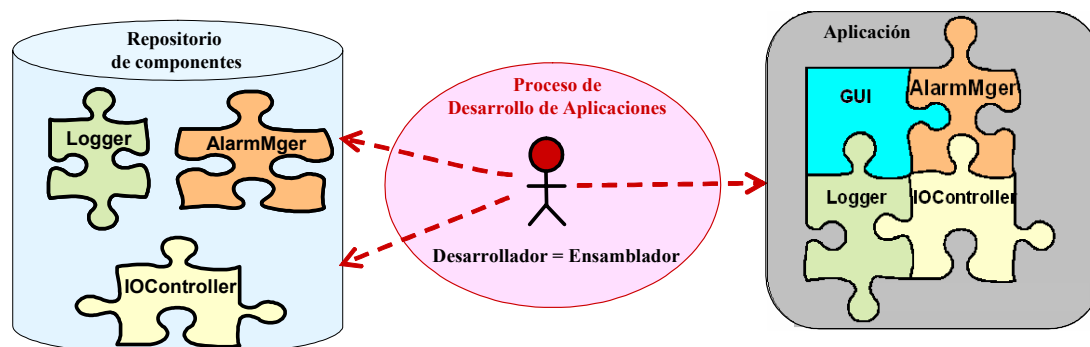 Repositorio
de componentes
Logger
AlarmMger
IOController
Proceso de
Desarrollo de Aplicaciones
Desarrollador = Ensamblador
Aplicación
GUI
AlarmMger
Logger
IOController